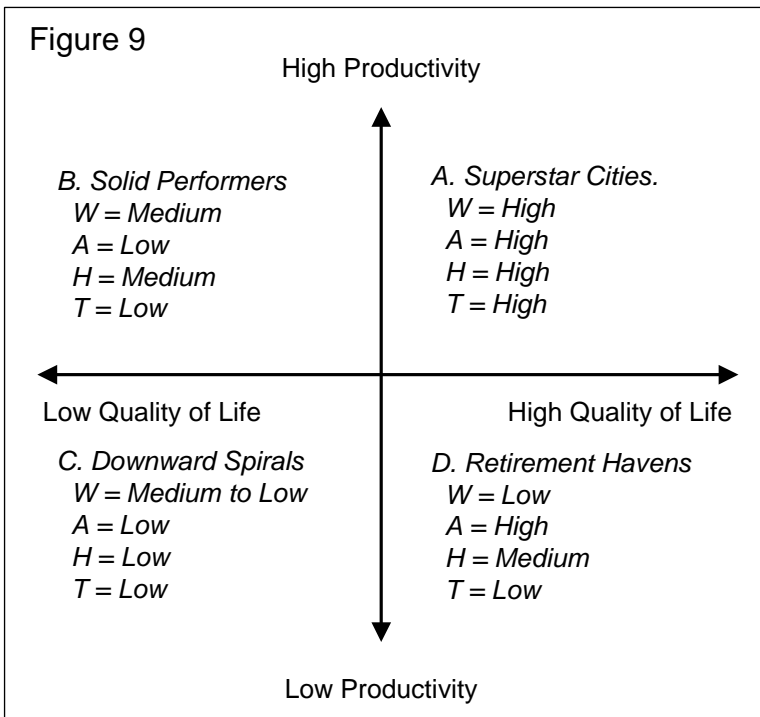 Figure 9
High Productivity
B. Solid Performers
W = Medium
A = Low
H = Medium
T = Low
A. Superstar Cities.
W = High
A = High
H = High
T = High
Low Quality of Life
High Quality of Life
C. Downward Spirals
W = Medium to Low
A = Low
H = Low
T = Low
D. Retirement Havens
W = Low
A = High
H = Medium
T = Low
Low Productivity